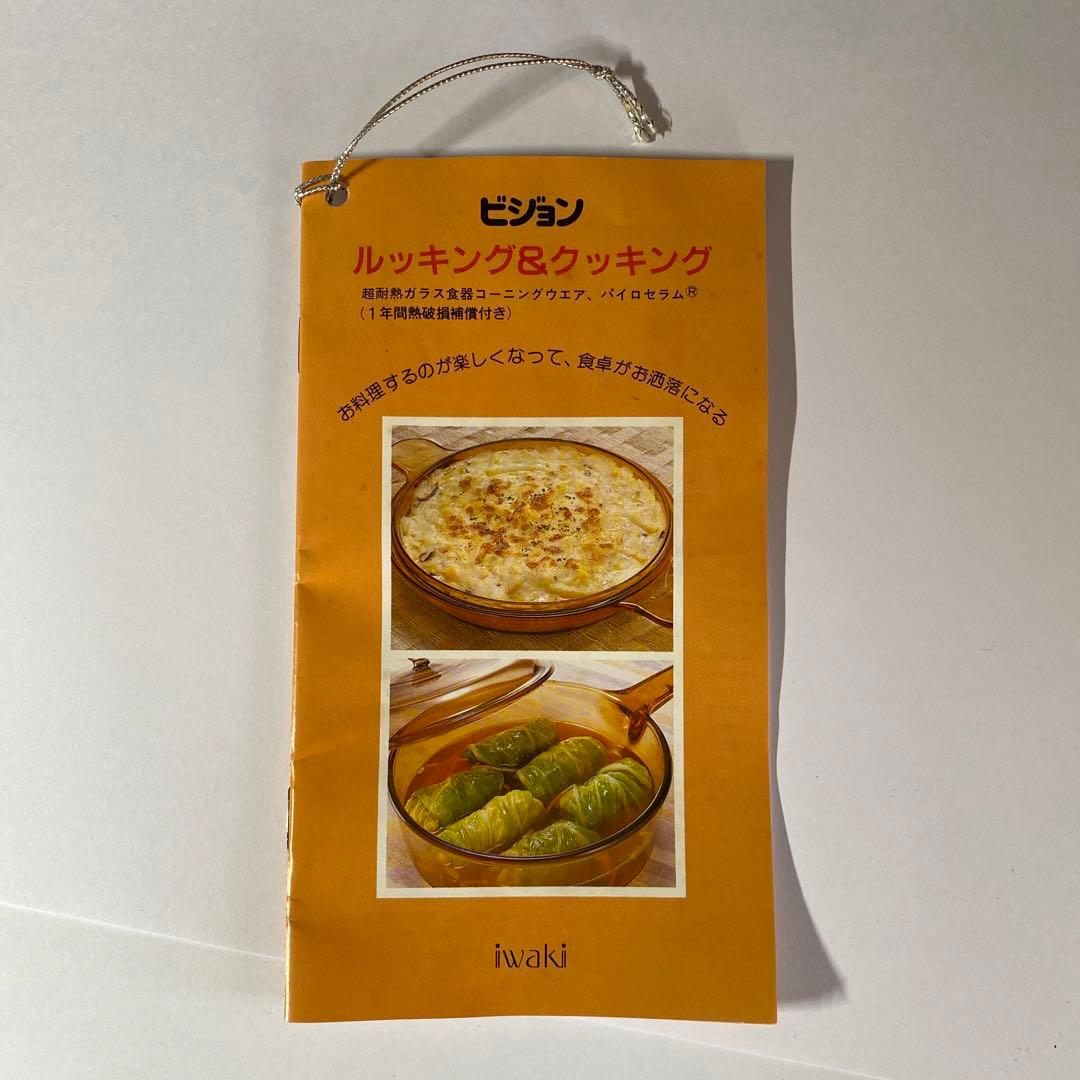 ビジョン
ルッキング&クッキング
超耐熱ガラス食器コーニングウエア、パイロセラム®
(1年間熱破損補償付き)
お料理するのが楽しくなって、食卓がお洒落になる
iwaki